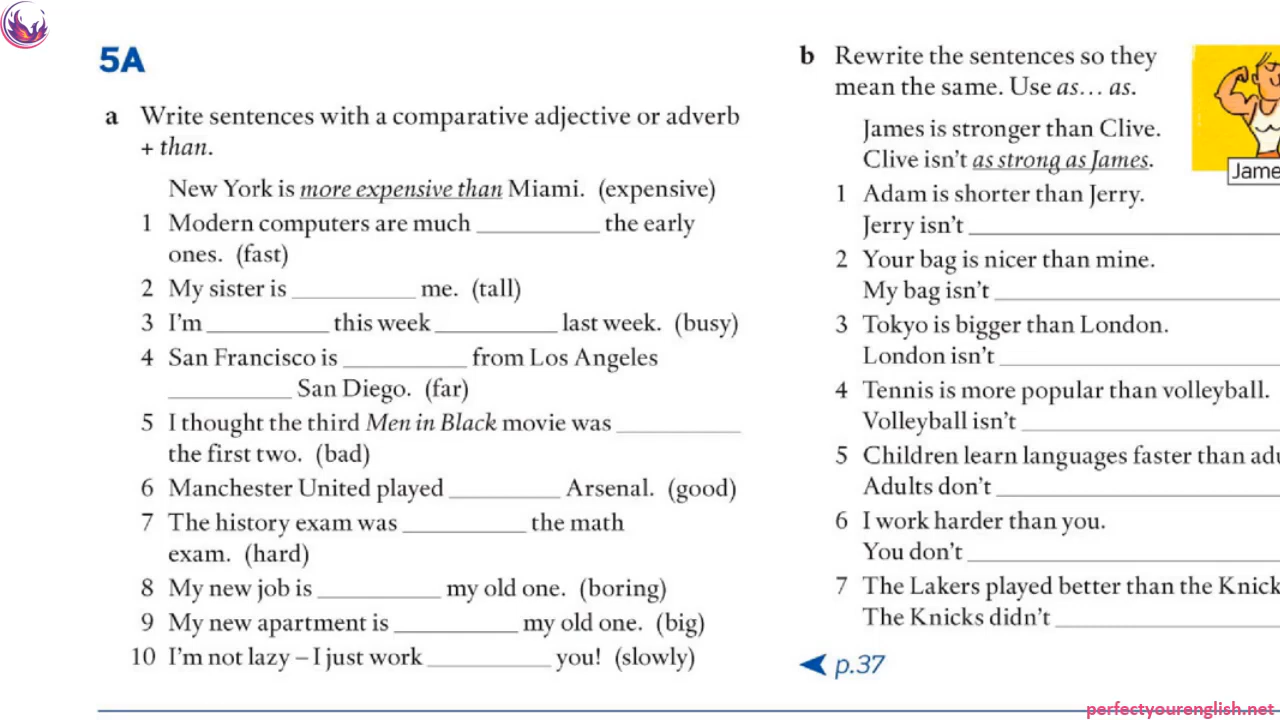 5A
a Write sentences with a comparative adjective or adverb
+ than.
New York is more expensive than Miami. (expensive)
1 Modern computers are much __________ the early
ones. (fast)
2 My sister is __________ me. (tall)
3 I'm __________ this week __________ last week. (busy)
4 San Francisco is __________ from Los Angeles
__________ San Diego. (far)
5 I thought the third Men in Black movie was __________
the first two. (bad)
6 Manchester United played __________ Arsenal. (good)
7 The history exam was __________ the math
exam. (hard)
8 My new job is __________ my old one. (boring)
9 My new apartment is __________ my old one. (big)
10 I'm not lazy – I just work __________ you! (slowly)
b Rewrite the sentences so they
mean the same. Use as… as.
James is stronger than Clive.
Clive isn't as strong as James.
1 Adam is shorter than Jerry.
Jerry isn't __________
2 Your bag is nicer than mine.
My bag isn't __________
3 Tokyo is bigger than London.
London isn't __________
4 Tennis is more popular than volleyball.
Volleyball isn't __________
5 Children learn languages faster than
Adults don't __________
6 I work harder than you.
You don't __________
7 The Lakers played better than the
The Knicks didn't __________
p.37
perfectyourenglish.net